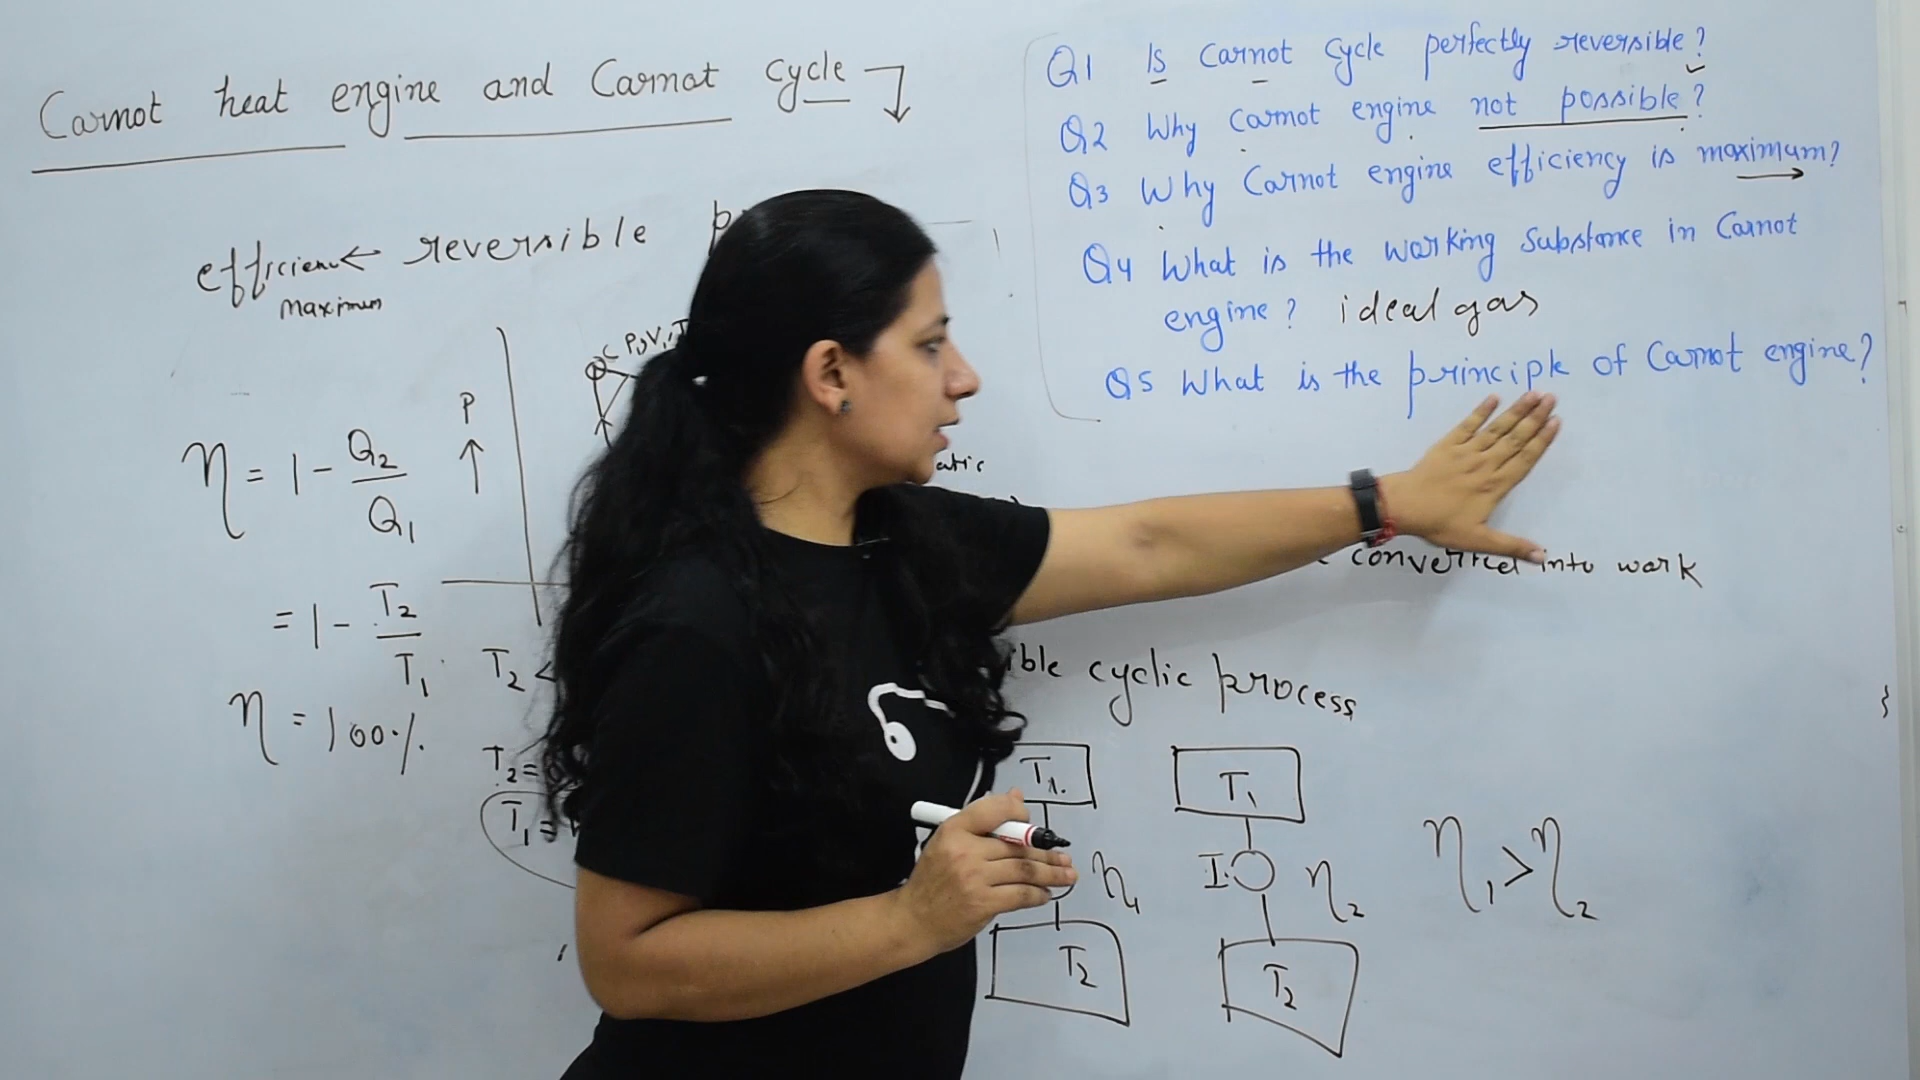 Carnot heat engine and Carnot cycle
Q1 Is Carnot cycle perfectly reversible?
Q2 Why Carnot engine not possible?
Q3 Why Carnot engine efficiency is maximum?
Q4 What is the working substance in Carnot
engine? ideal gas
Q5 What is the principle of Carnot engine?
reversible
maximum
P
η = 1 - Q2/Q1
= 1 - T2/T1
η = 100%
T2 <
T2 =
T1 =
converted into work
cyclic process
T1
T1
η1
I
η2
η1 > η2
T2
T2